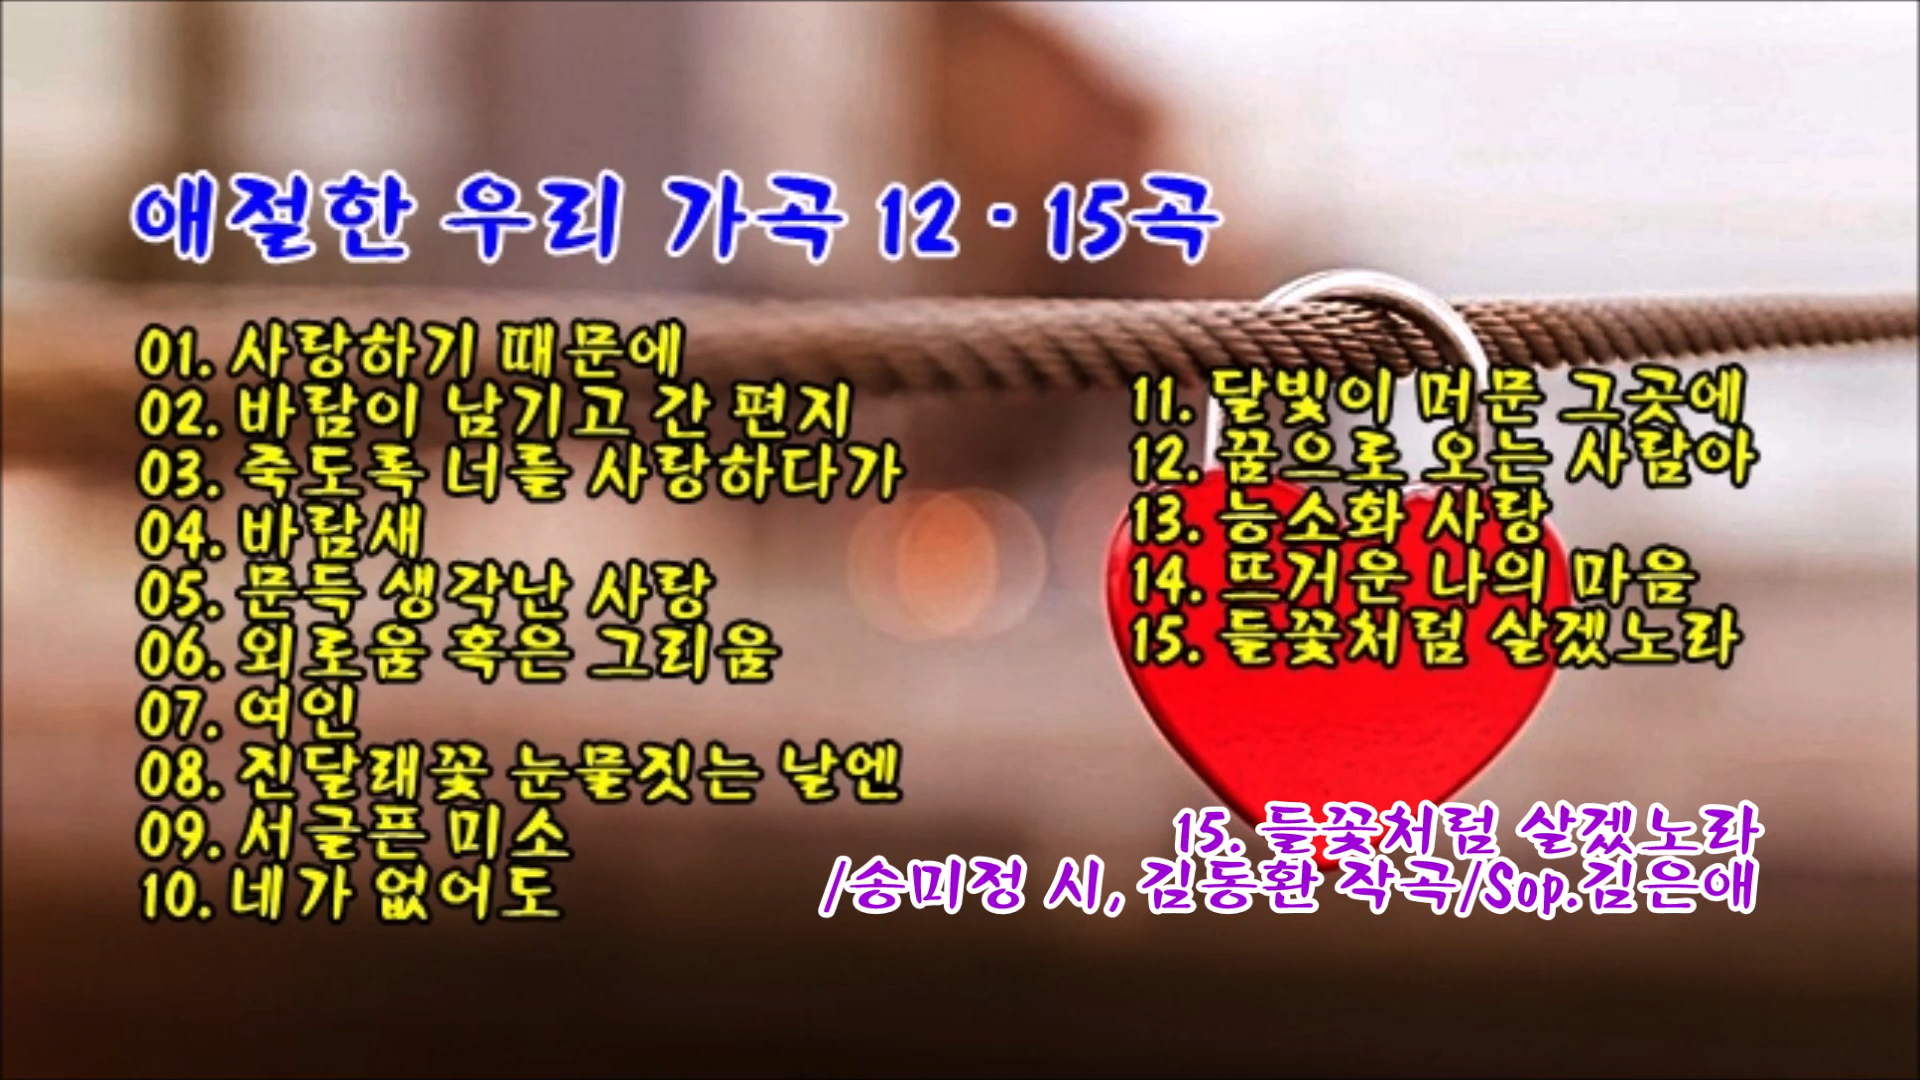 애절한 우리 가곡 12 - 15곡
01. 사랑하기 때문에
02. 바람이 남기고 간 편지
03. 죽도록 너를 사랑하다가
04. 바람새
05. 문득 생각난 사랑
06. 외로움 혹은 그리움
07. 여인
08. 진달래꽃 눈물짓는 날엔
09. 서글픈 미소
10. 네가 없어도
11. 달빛이 머문 그곳에
12. 꿈으로 오는 사람아
13. 능소화 사랑
14. 뜨거운 나의 마음
15. 들꽃처럼 살겠노라
15. 들꽃처럼 살겠노라
/송미정 시, 김동환 작곡/Sop.김은애